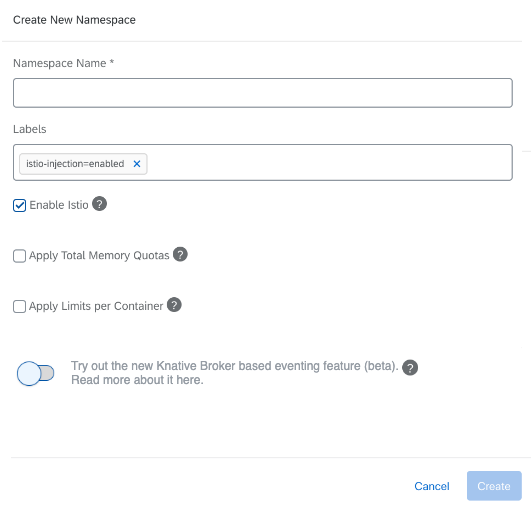 Create New Namespace
Namespace Name *
Labels
istio-injection=enabled ×
Enable Istio ?
Apply Total Memory Quotas ?
Apply Limits per Container ?
Try out the new Knative Broker based eventing feature (beta). ?
Read more about it here.
Cancel Create